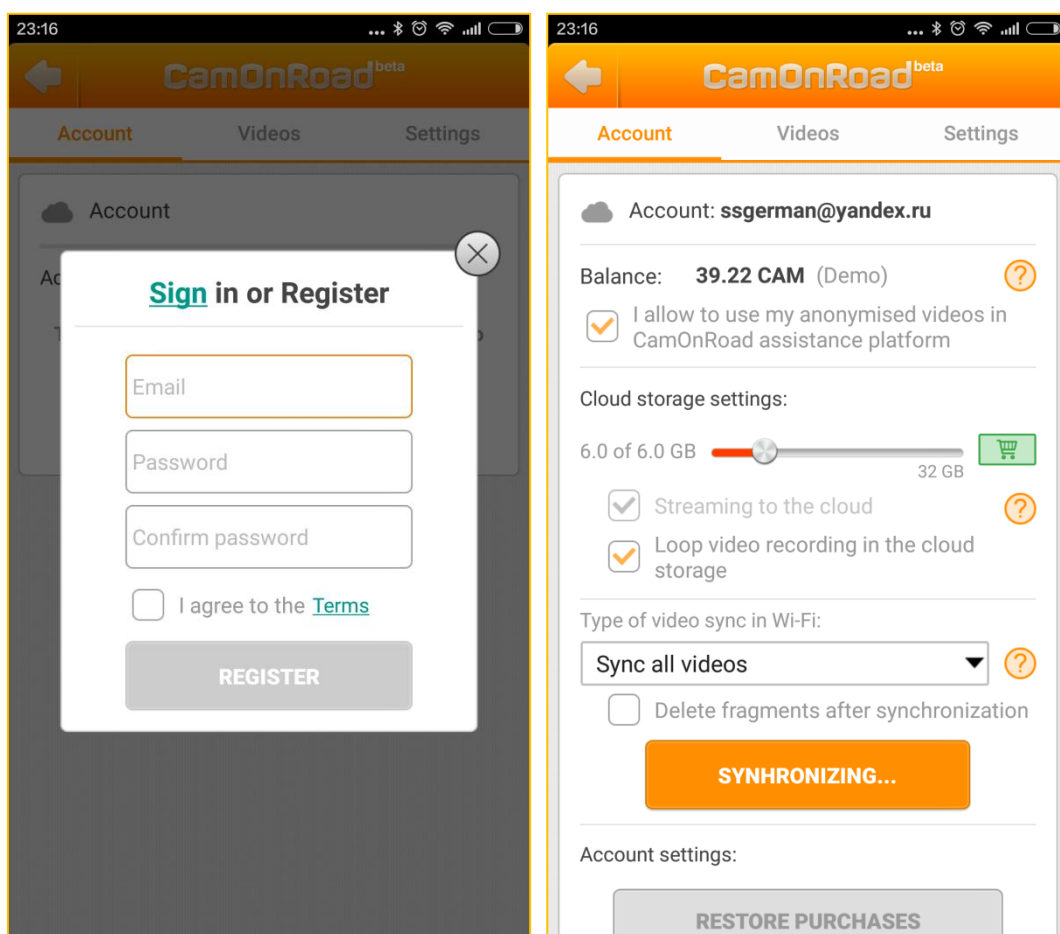 23:16
CamOnRoad beta
Account Videos Settings
Account
Ac
Sign in or Register
Email
Password
Confirm password
I agree to the Terms
REGISTER
23:16
CamOnRoad beta
Account Videos Settings
Account: ssgerman@yandex.ru
Balance: 39.22 CAM (Demo) ?
I allow to use my anonymised videos in
CamOnRoad assistance platform
Cloud storage settings:
6.0 of 6.0 GB
32 GB
Streaming to the cloud ?
Loop video recording in the cloud
storage
Type of video sync in Wi-Fi:
Sync all videos ?
Delete fragments after synchronization
SYNHRONIZING...
Account settings:
RESTORE PURCHASES